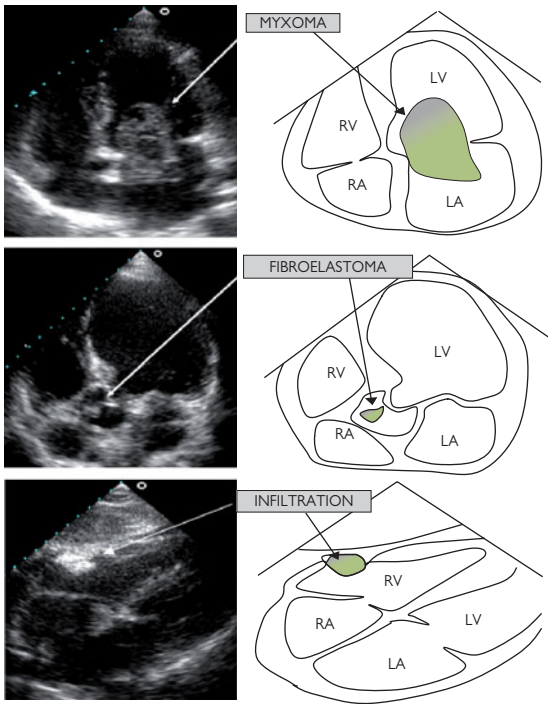 MYXOMA
LV
RV
RA
LA
FIBROELASTOMA
LV
RV
RA
LA
INFILTRATION
RV
RA
LV
LA